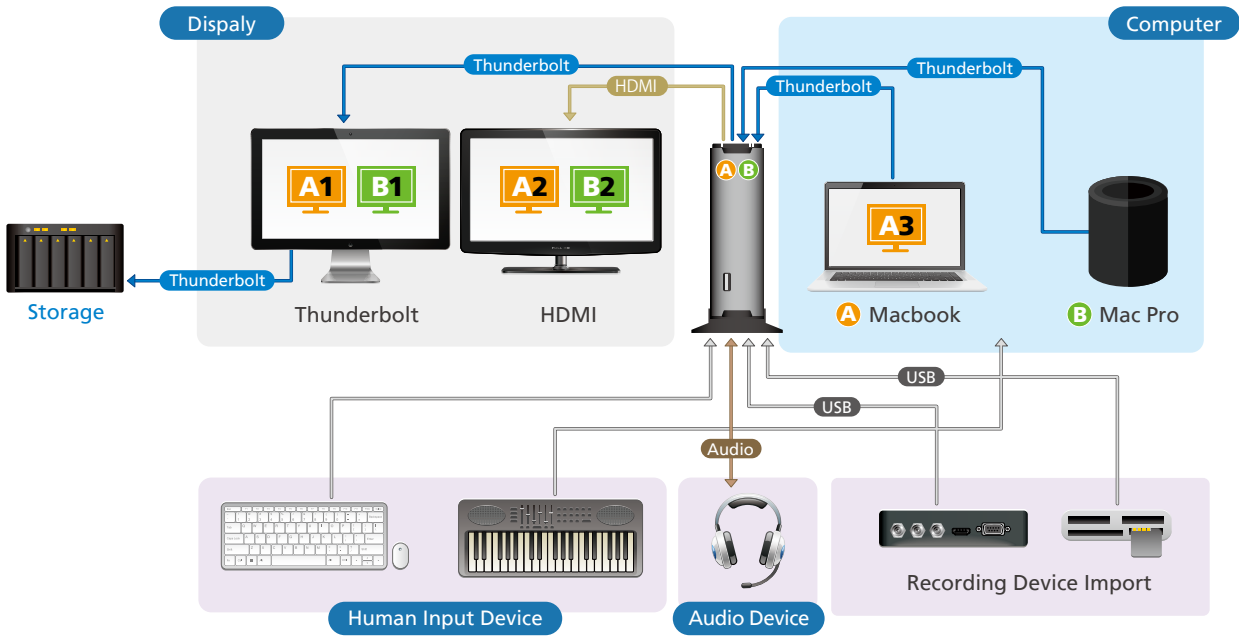 Dispaly
Computer
Thunderbolt
Thunderbolt
HDMI
Thunderbolt
A B
A1 B1
A2 B2
A3
Thunderbolt
Storage
Thunderbolt
HDMI
A Macbook
B Mac Pro
USB
USB
Audio
Recording Device Import
Human Input Device
Audio Device